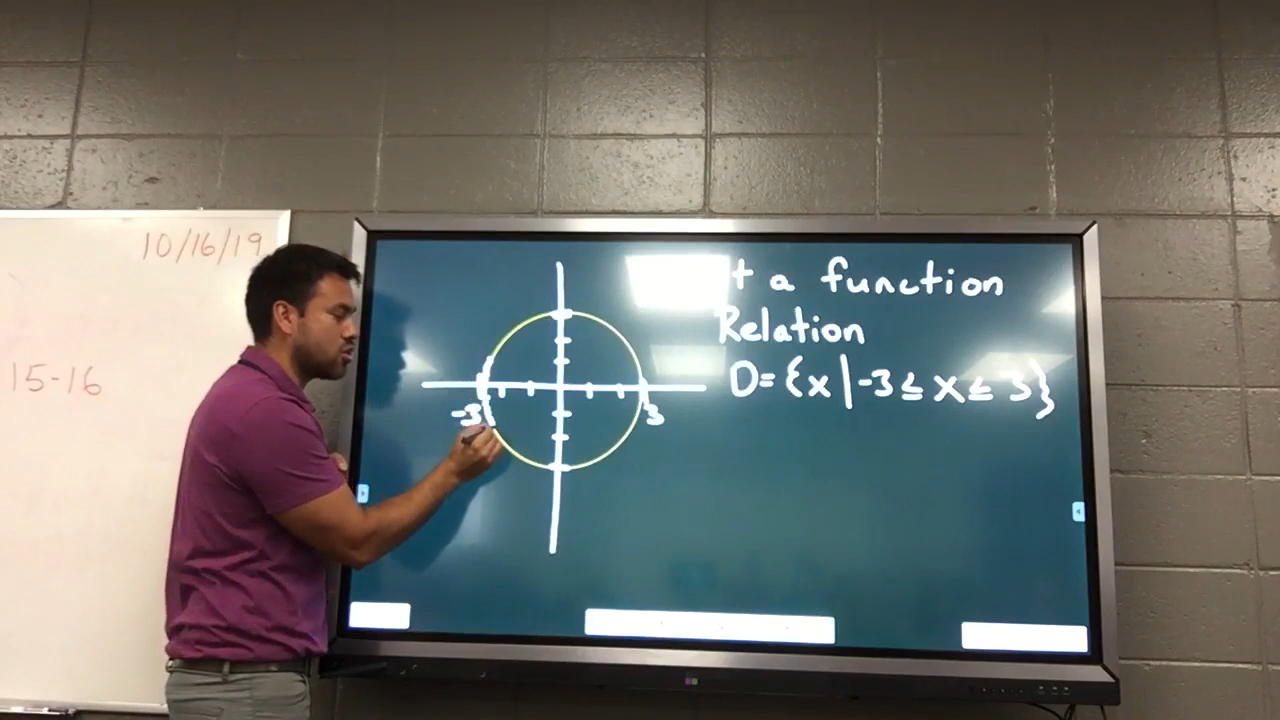 10/16/19
15-16
t a function
Relation
D={x|-3≤x≤3}
-3
3